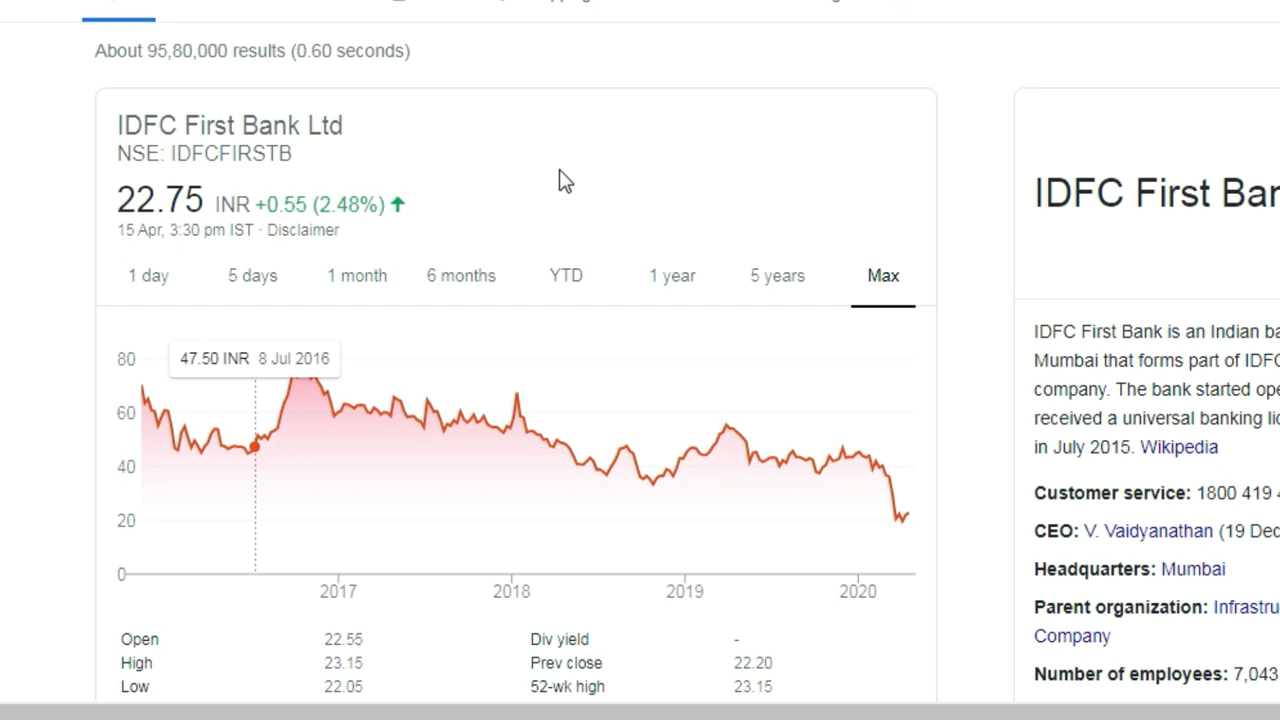 About 95,80,000 results (0.60 seconds)
IDFC First Bank Ltd
NSE: IDFCFIRSTB
22.75 INR +0.55 (2.48%)
15 Apr, 3:30 pm IST · Disclaimer
1 day 5 days 1 month 6 months YTD 1 year 5 years Max
47.50 INR 8 Jul 2016
80
60
40
20
0
2017 2018 2019 2020
Open 22.55 Div yield -
High 23.15 Prev close 22.20
Low 22.05 52-wk high 23.15
IDFC First
IDFC First Bank is an Indian
Mumbai that forms part of IDFC
company. The bank started
received a universal banking
in July 2015. Wikipedia
Customer service: 1800 419
CEO: V. Vaidyanathan (19
Headquarters: Mumbai
Parent organization:
Company
Number of employees: 7,043